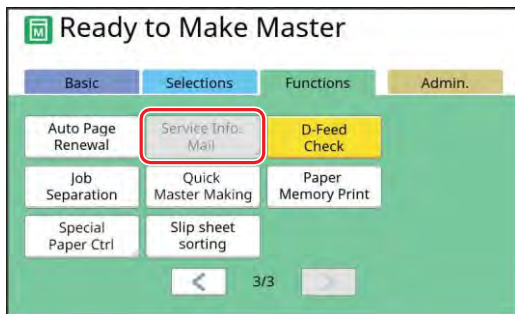 M Ready to Make Master
Basic Selections Functions Admin.
Auto Page
Renewal
Service Info.
Mail
D-Feed
Check
Job
Separation
Quick
Master Making
Paper
Memory Print
Special
Paper Ctrl
Slip sheet
sorting
< 3/3 >